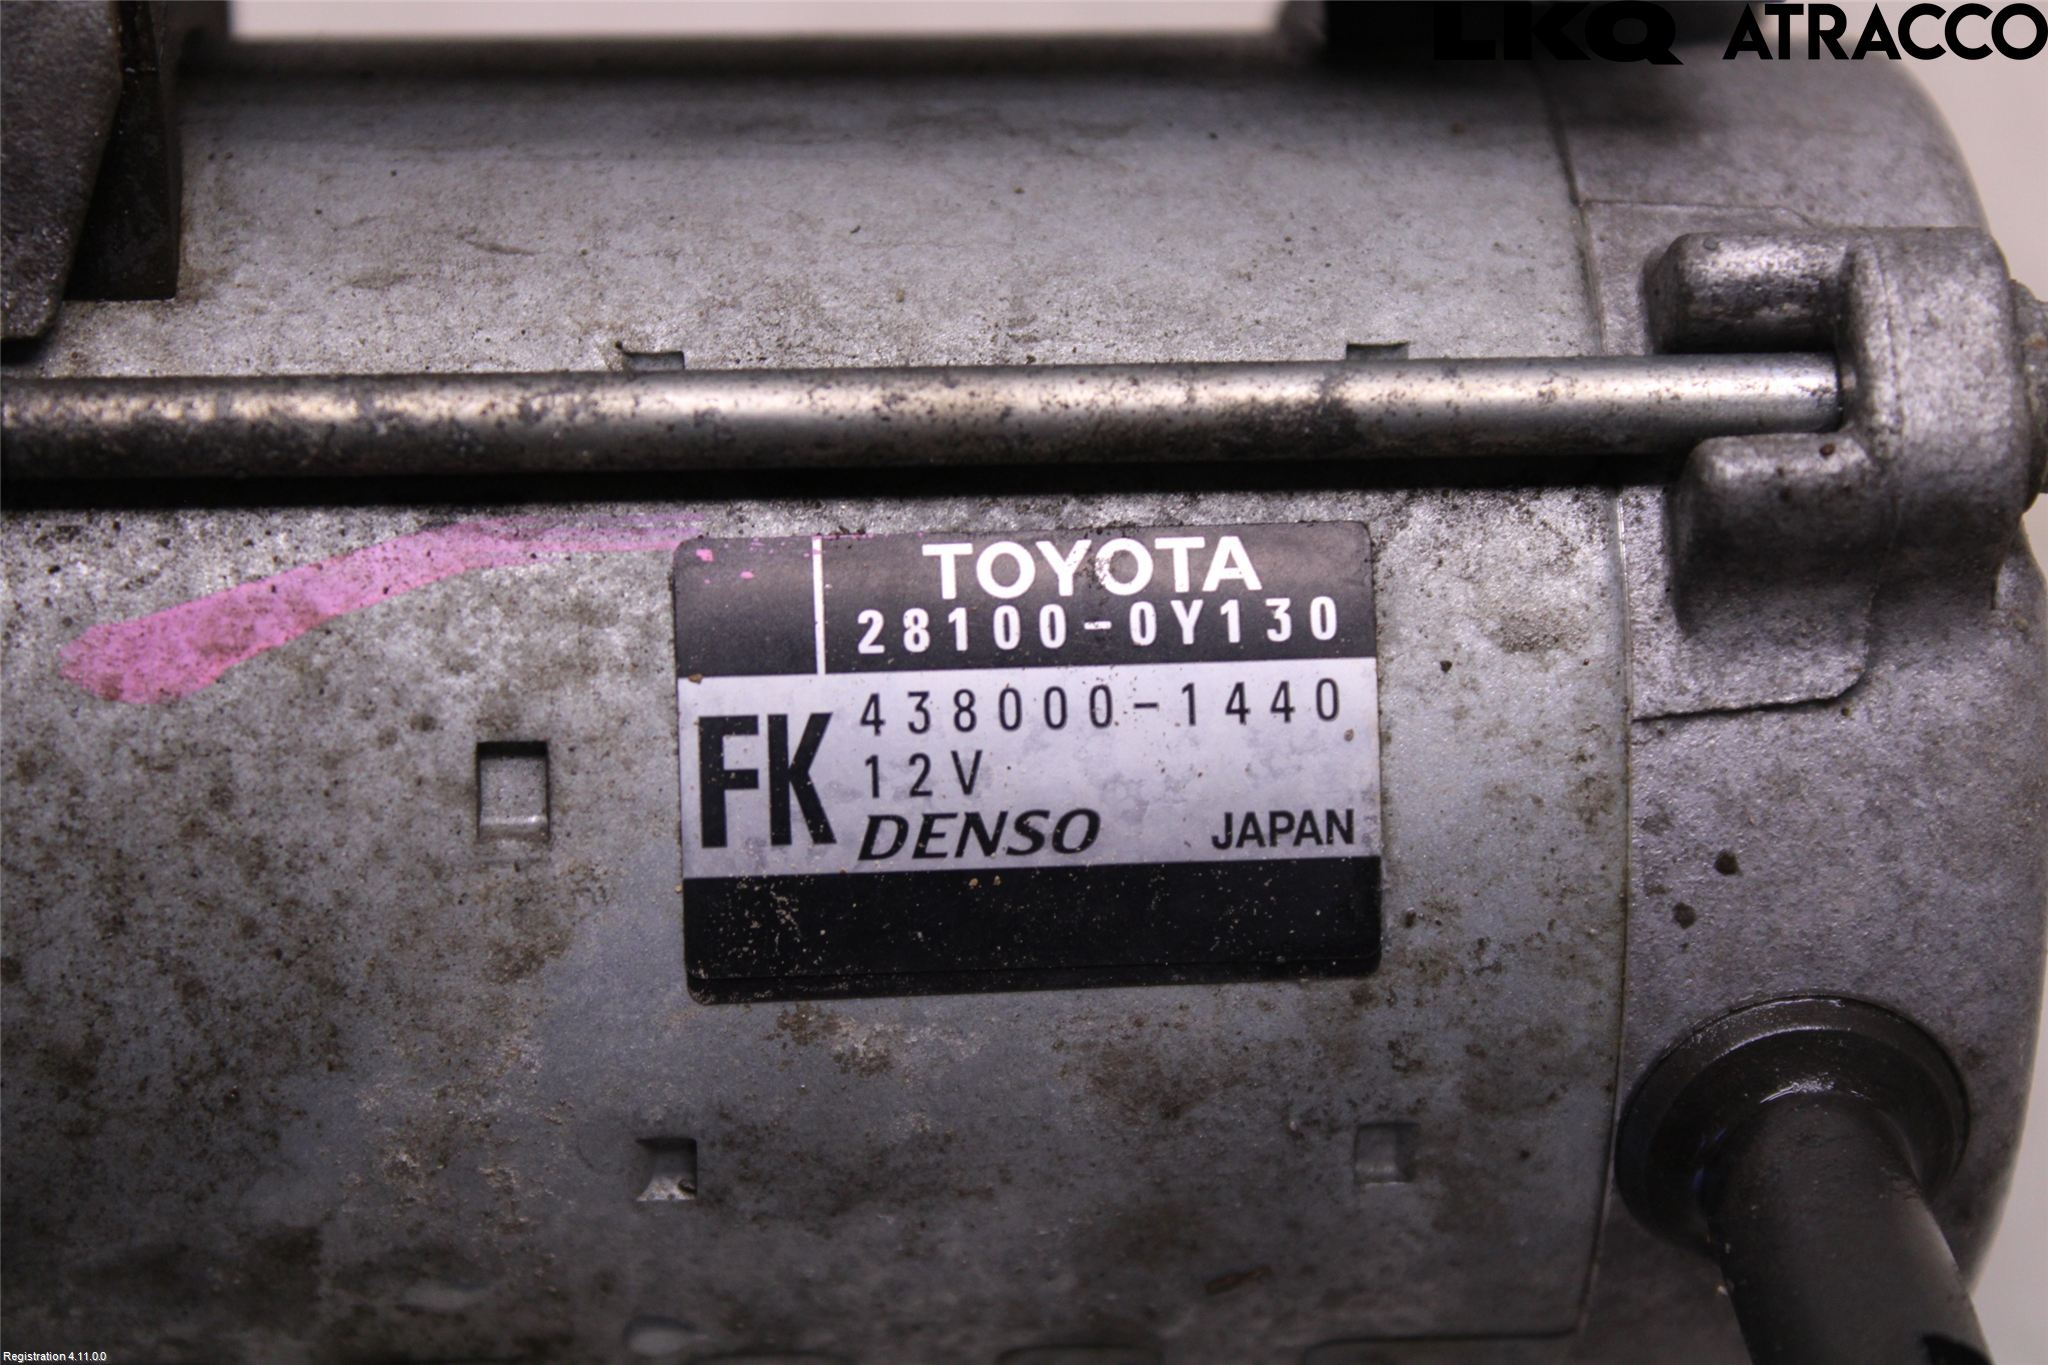 LKQ ATRACCO
TOYOTA
28100-0Y130
FK
438000-1440
12V
DENSO JAPAN
Registration 4.11.0.0